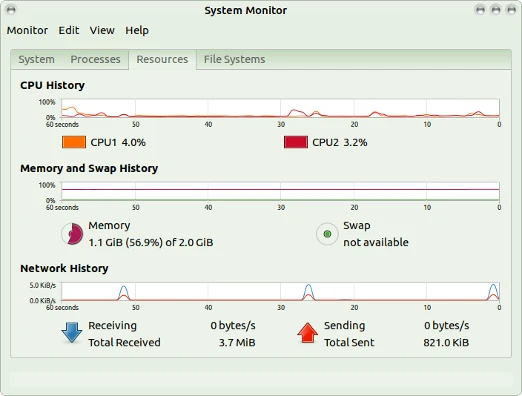 System Monitor
Monitor Edit View Help
System Processes Resources File Systems
CPU History
100%
0%
60 seconds 50 40 30 20 10 0
CPU1 4.0% CPU2 3.2%
Memory and Swap History
100%
0%
60 seconds 50 40 30 20 10 0
Memory Swap
1.1 GiB (56.9%) of 2.0 GiB not available
Network History
5.0 KiB/s
0.0 KiB/s
60 seconds 50 40 30 20 10 0
Receiving 0 bytes/s Sending 0 bytes/s
Total Received 3.7 MiB Total Sent 821.0 KiB